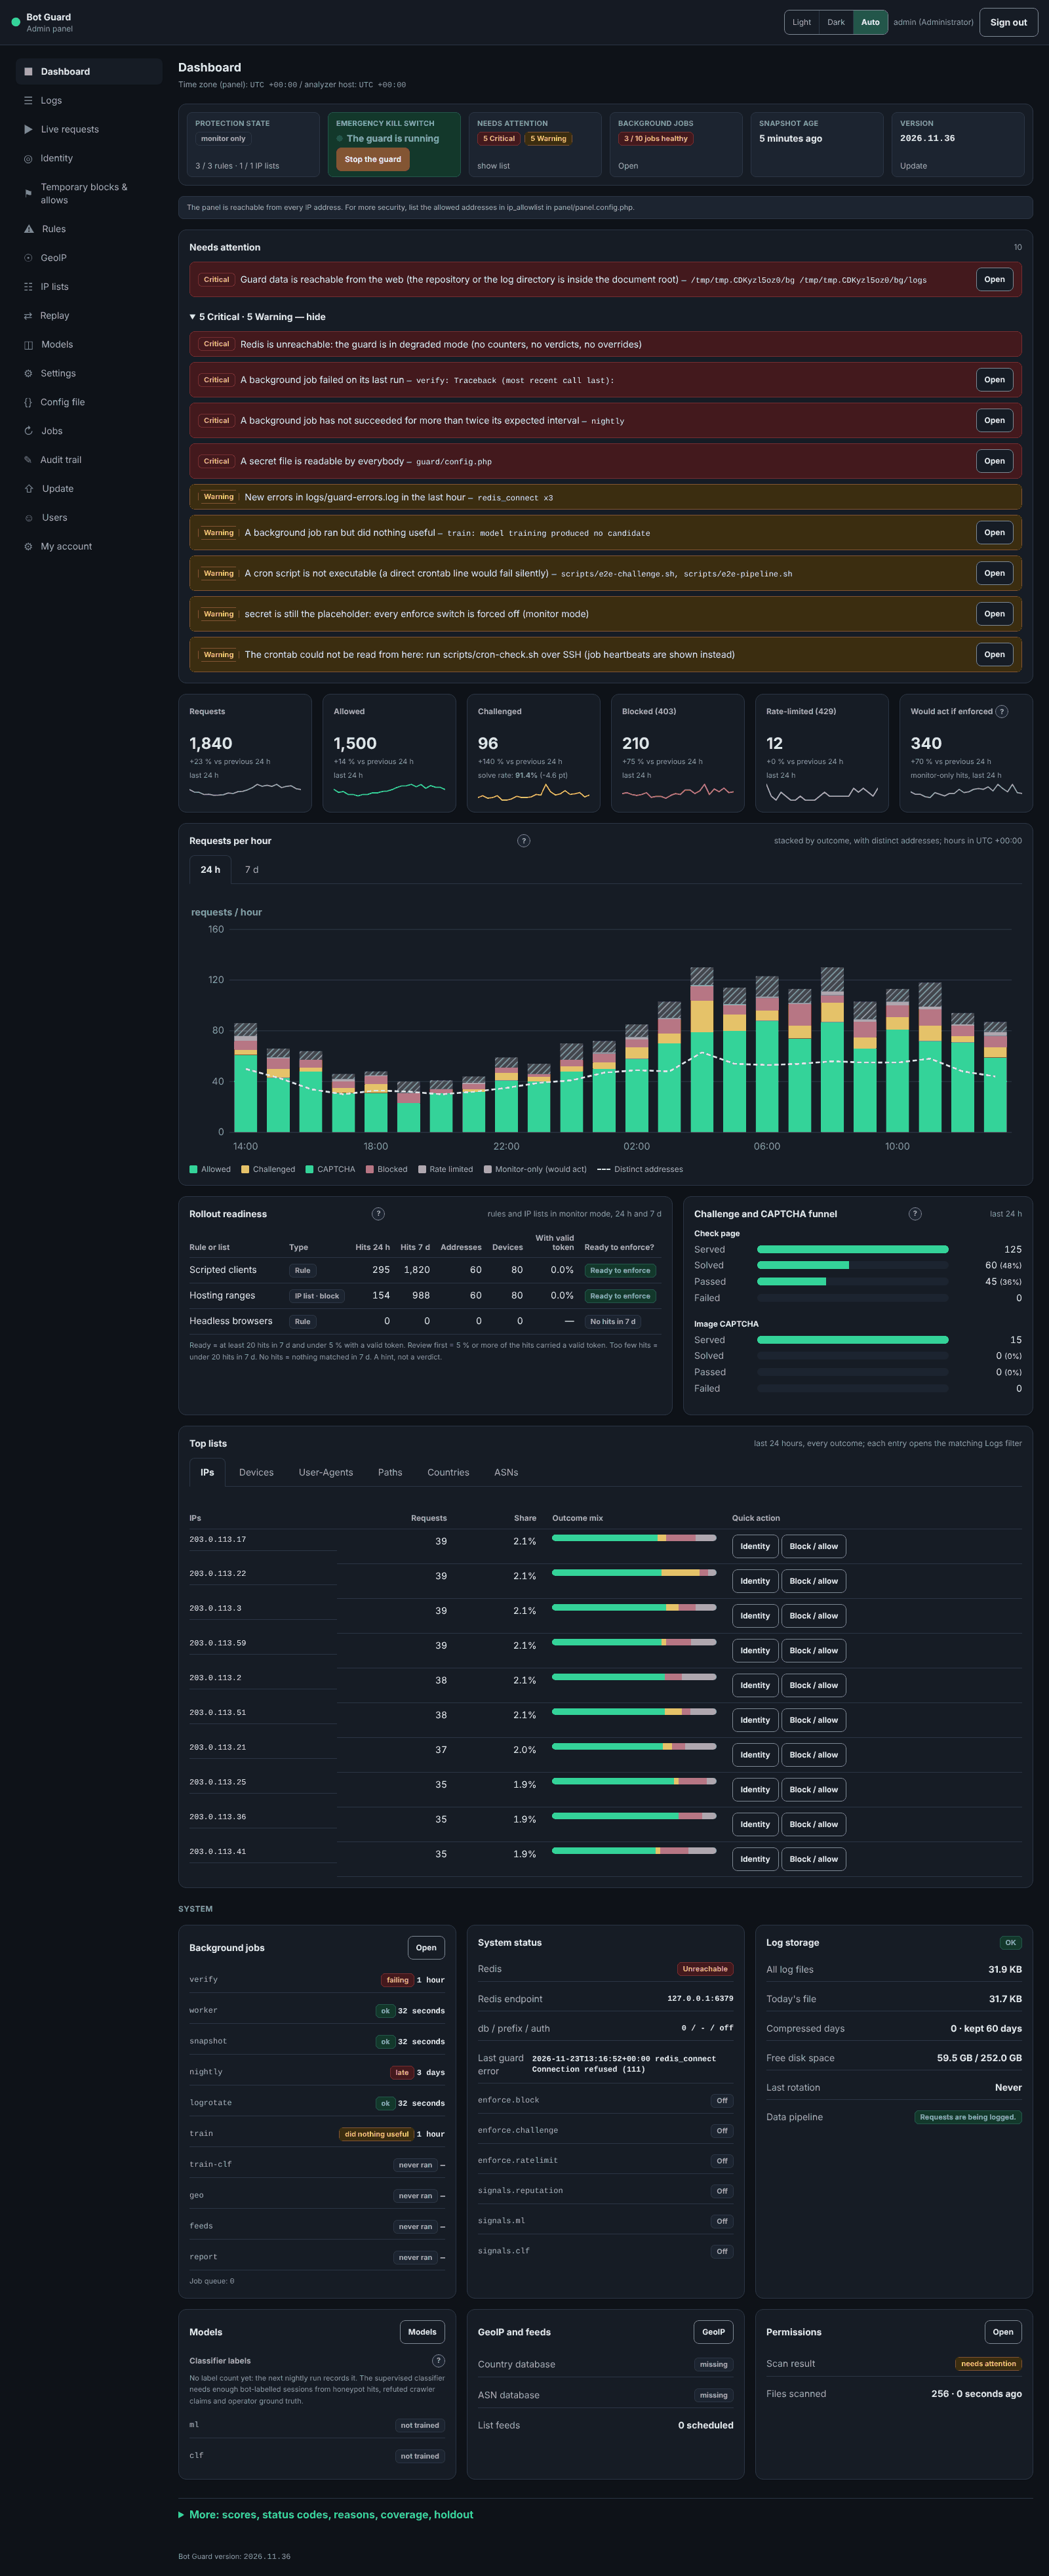 Bot Guard
Admin panel
Light Dark Auto admin (Administrator) Sign out
Dashboard
Logs
Live requests
Identity
Temporary blocks &
allows
Rules
GeoIP
IP lists
Replay
Models
Settings
Config file
Jobs
Audit trail
Update
Users
My account
Dashboard
Time zone (panel): UTC +00:00 / analyzer host: UTC +00:00
PROTECTION STATE
monitor only
3 / 3 rules · 1 / 1 IP lists
EMERGENCY KILL SWITCH
The guard is running
Stop the guard
NEEDS ATTENTION
5 Critical 5 Warning
show list
BACKGROUND JOBS
3 / 10 jobs healthy
Open
SNAPSHOT AGE
5 minutes ago
VERSION
2026.11.36
Update
The panel is reachable from every IP address. For more security, list the allowed addresses in ip_allowlist in panel/panel.config.php.
Needs attention 10
Critical Guard data is reachable from the web (the repository or the log directory is inside the document root) — /tmp/tmp.CDKyzl5oz0/bg /tmp/tmp.CDKyzl5oz0/bg/logs Open
▼ 5 Critical · 5 Warning — hide
Critical Redis is unreachable: the guard is in degraded mode (no counters, no verdicts, no overrides)
Critical A background job failed on its last run — verify: Traceback (most recent call last): Open
Critical A background job has not succeeded for more than twice its expected interval — nightly Open
Critical A secret file is readable by everybody — guard/config.php Open
Warning New errors in logs/guard-errors.log in the last hour — redis_connect x3
Warning A background job ran but did nothing useful — train: model training produced no candidate Open
Warning A cron script is not executable (a direct crontab line would fail silently) — scripts/e2e-challenge.sh, scripts/e2e-pipeline.sh Open
Warning secret is still the placeholder: every enforce switch is forced off (monitor mode) Open
Warning The crontab could not be read from here: run scripts/cron-check.sh over SSH (job heartbeats are shown instead) Open
Requests
1,840
+23 % vs previous 24 h
last 24 h
Allowed
1,500
+14 % vs previous 24 h
last 24 h
Challenged
96
+140 % vs previous 24 h
solve rate: 91.4% (-4.6 pt)
Blocked (403)
210
+75 % vs previous 24 h
last 24 h
Rate-limited (429)
12
+0 % vs previous 24 h
last 24 h
Would act if enforced ?
340
+70 % vs previous 24 h
monitor-only hits, last 24 h
Requests per hour ? stacked by outcome, with distinct addresses; hours in UTC +00:00
24 h 7 d
requests / hour
160
120
80
40
0
14:00 18:00 22:00 02:00 06:00 10:00
Allowed Challenged CAPTCHA Blocked Rate limited Monitor-only (would act) Distinct addresses
Rollout readiness ? rules and IP lists in monitor mode, 24 h and 7 d
Rule or list Type Hits 24 h Hits 7 d Addresses Devices With valid token Ready to enforce?
Scripted clients Rule 295 1,820 60 80 0.0% Ready to enforce
Hosting ranges IP list · block 154 988 60 80 0.0% Ready to enforce
Headless browsers Rule 0 0 0 0 — No hits in 7 d
Ready = at least 20 hits in 7 d and under 5 % with a valid token. Review first = 5 % or more of the hits carried a valid token. Too few hits =
under 20 hits in 7 d. No hits = nothing matched in 7 d. A hint, not a verdict.
Challenge and CAPTCHA funnel ? last 24 h
Check page
Served 125
Solved 60 (48%)
Passed 45 (36%)
Failed 0
Image CAPTCHA
Served 15
Solved 0 (0%)
Passed 0 (0%)
Failed 0
Top lists last 24 hours, every outcome; each entry opens the matching Logs filter
IPs Devices User-Agents Paths Countries ASNs
IPs Requests Share Outcome mix Quick action
203.0.113.17 39 2.1% Identity Block / allow
203.0.113.22 39 2.1% Identity Block / allow
203.0.113.3 39 2.1% Identity Block / allow
203.0.113.59 39 2.1% Identity Block / allow
203.0.113.2 38 2.1% Identity Block / allow
203.0.113.51 38 2.1% Identity Block / allow
203.0.113.21 37 2.0% Identity Block / allow
203.0.113.25 35 1.9% Identity Block / allow
203.0.113.36 35 1.9% Identity Block / allow
203.0.113.41 35 1.9% Identity Block / allow
SYSTEM
Background jobs Open
verify failing 1 hour
worker ok 32 seconds
snapshot ok 32 seconds
nightly late 3 days
logrotate ok 32 seconds
train did nothing useful 1 hour
train-clf never ran —
geo never ran —
feeds never ran —
report never ran —
Job queue: 0
System status
Redis Unreachable
Redis endpoint 127.0.0.1:6379
db / prefix / auth 0 / - / off
Last guard error 2026-11-23T13:16:52+00:00 redis_connect
Connection refused (111)
enforce.block Off
enforce.challenge Off
enforce.ratelimit Off
signals.reputation Off
signals.ml Off
signals.clf Off
Log storage OK
All log files 31.9 KB
Today's file 31.7 KB
Compressed days 0 · kept 60 days
Free disk space 59.5 GB / 252.0 GB
Last rotation Never
Data pipeline Requests are being logged.
Models Models
Classifier labels ?
No label count yet: the next nightly run records it. The supervised classifier
needs enough bot-labelled sessions from honeypot hits, refuted crawler
claims and operator ground truth.
ml not trained
clf not trained
GeoIP and feeds GeoIP
Country database missing
ASN database missing
List feeds 0 scheduled
Permissions Open
Scan result needs attention
Files scanned 256 · 0 seconds ago
▶ More: scores, status codes, reasons, coverage, holdout
Bot Guard version: 2026.11.36